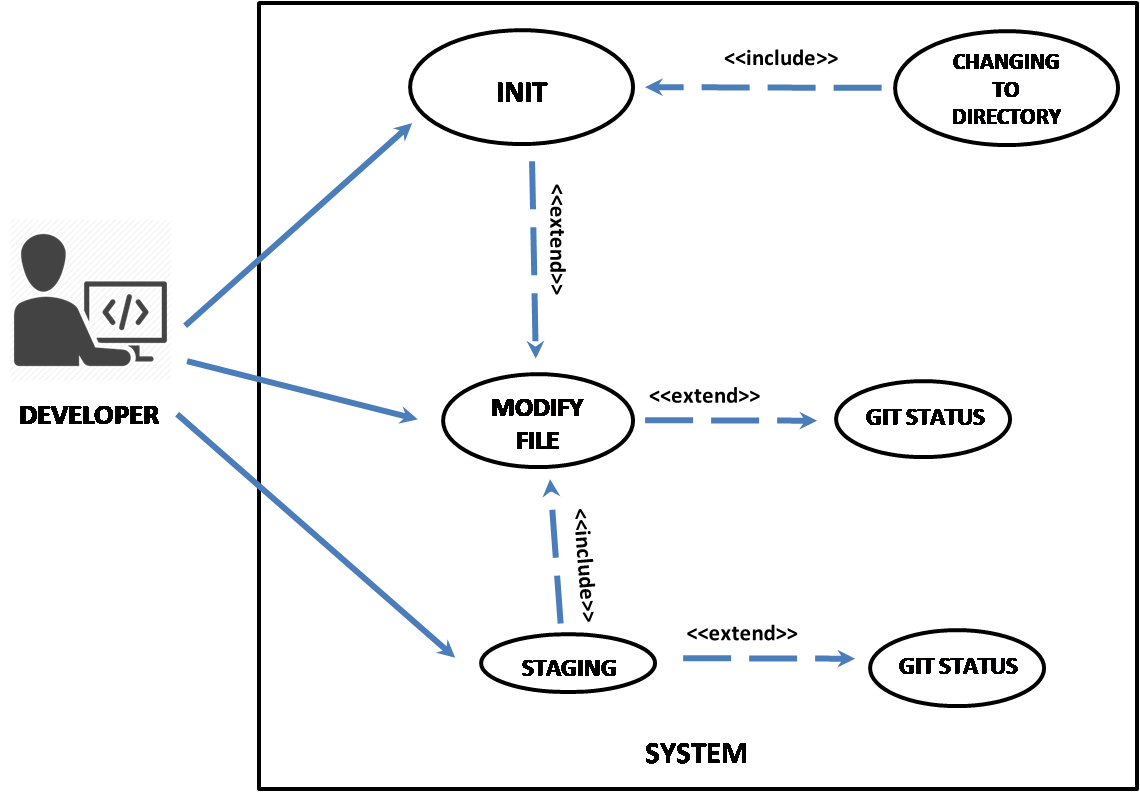 <<include>>
CHANGING
TO
DIRECTORY
INIT
<<extend>>
</>
DEVELOPER
MODIFY
FILE
<<extend>>
GIT STATUS
<<include>>
STAGING
<<extend>>
GIT STATUS
SYSTEM